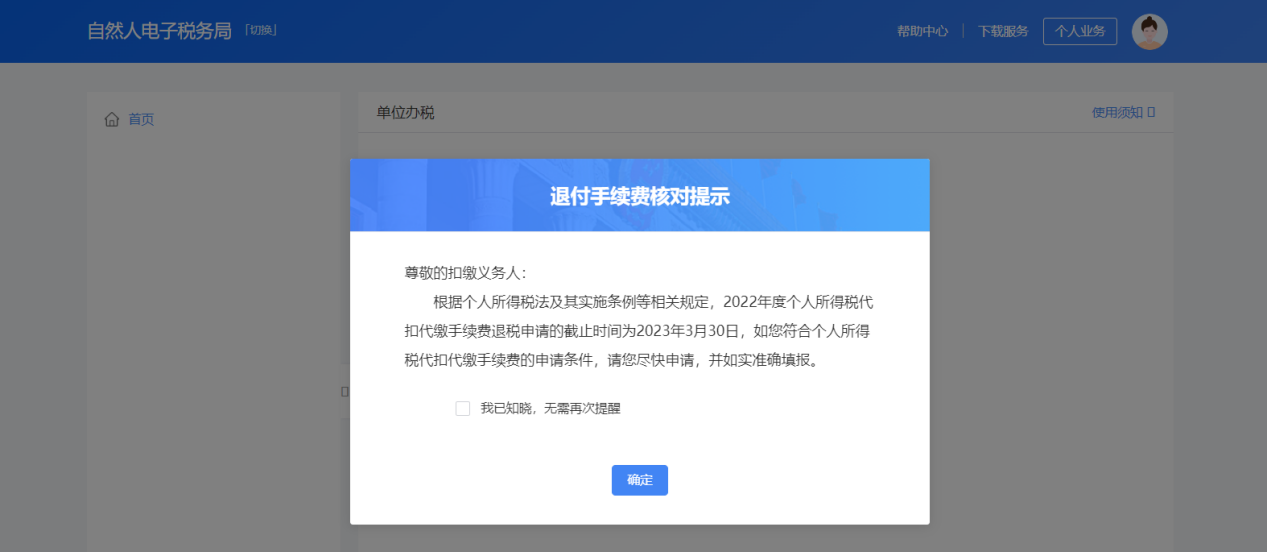 自然人电子税务局 「切换」
帮助中心 | 下载服务 个人业务
首页
单位办税
使用须知
退付手续费核对提示
尊敬的扣缴义务人：
根据个人所得税法及其实施条例等相关规定，2022年度个人所得税代
扣代缴手续费退税申请的截止时间为2023年3月30日，如您符合个人所得
税代扣代缴手续费的申请条件，请您尽快申请，并如实准确填报。
我已知晓，无需再次提醒
确定